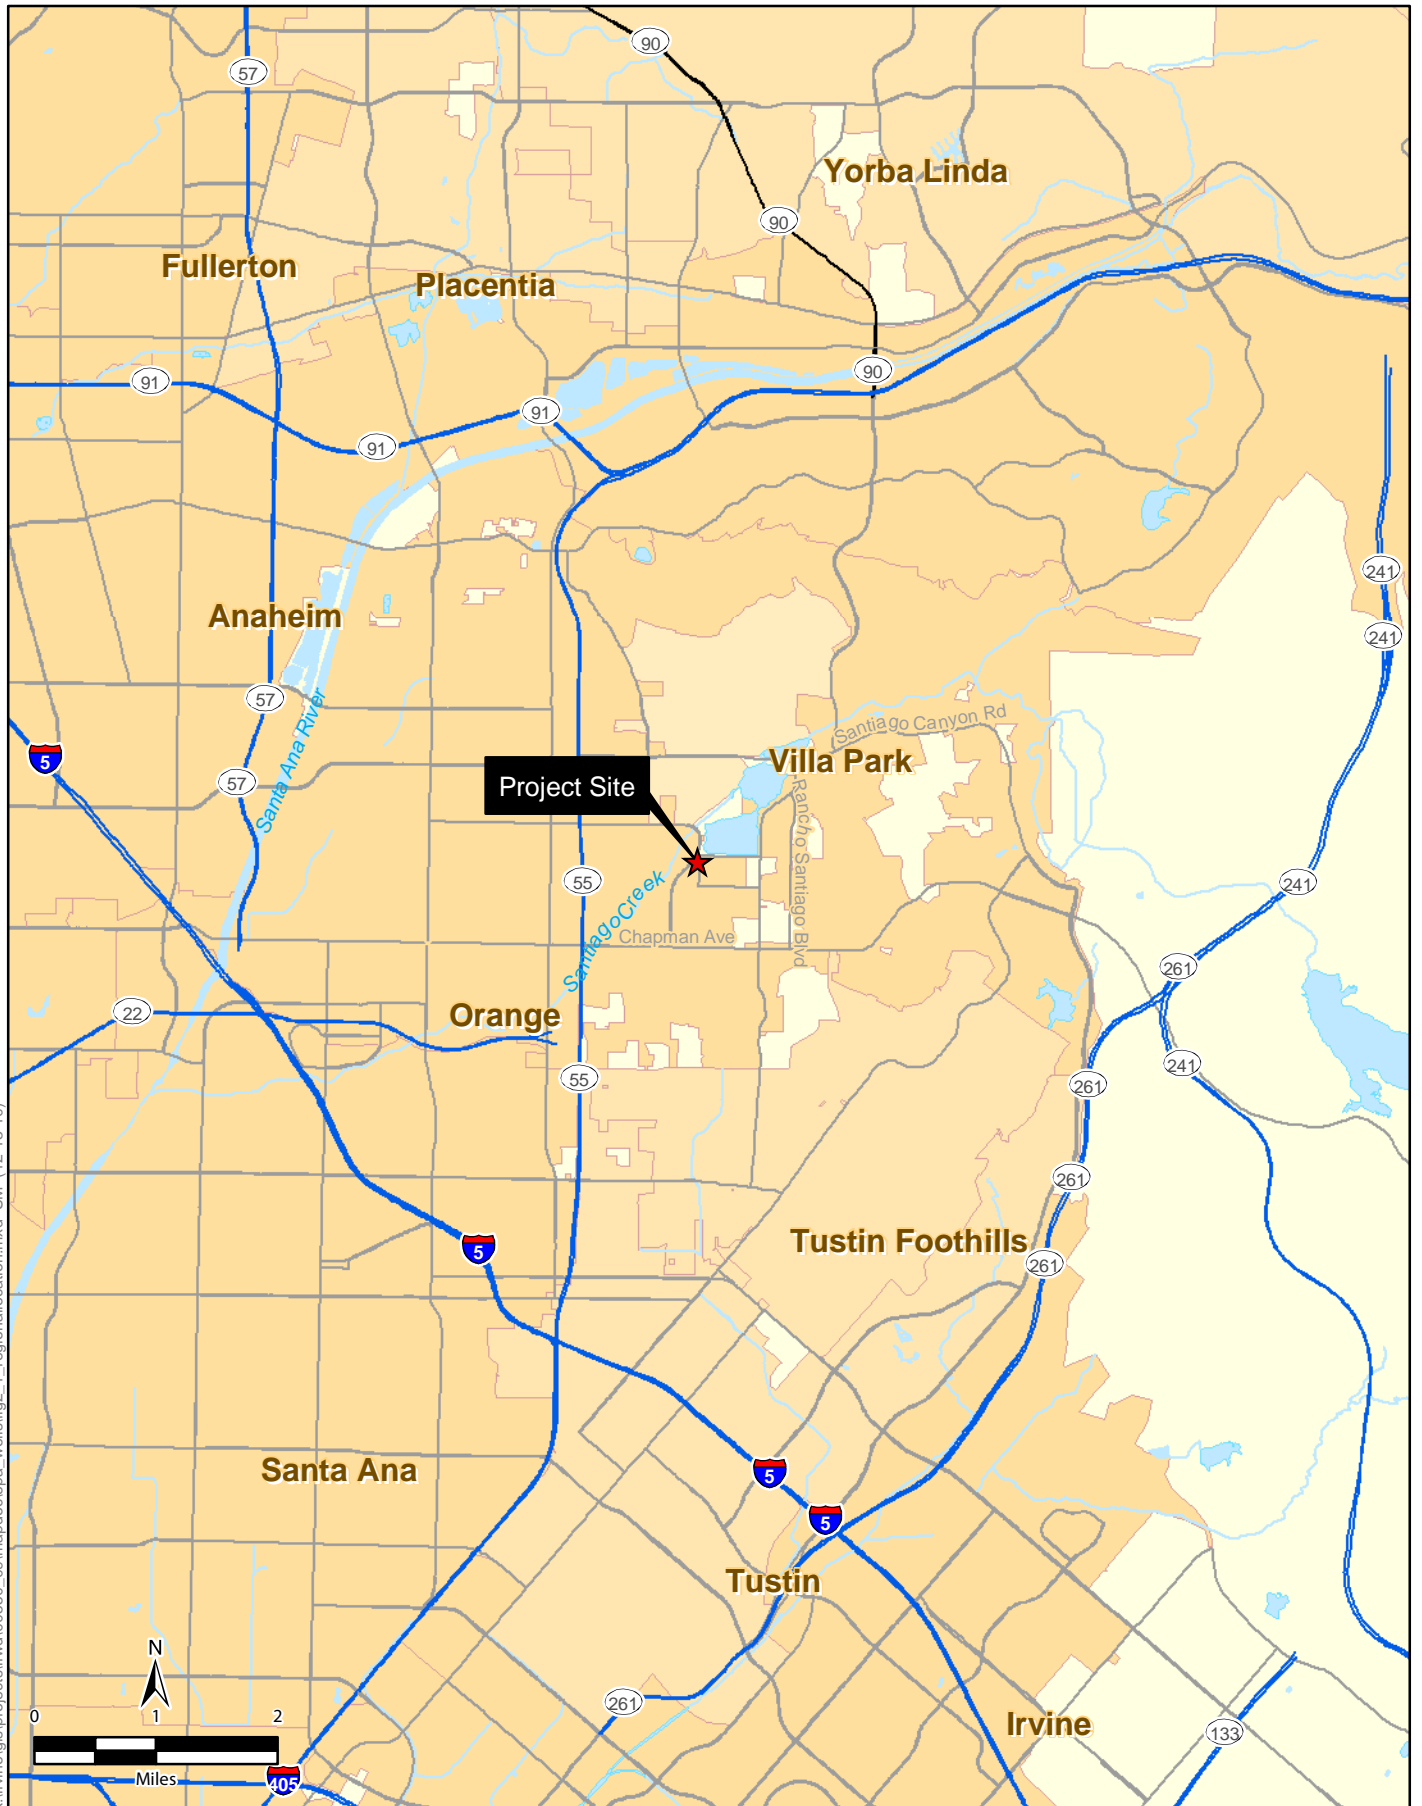 90
57
Yorba Linda
90
Fullerton
Placentia
91
90
91
91
241
Anaheim
241
57
Santa Ana River
Santiago Canyon Rd
5
Villa Park
57
Project Site
Rancho Santiago Blvd
55
241
Santiago Creek
Chapman Ave
261
22
Orange
241
55
261
261
5
Tustin Foothills
261
Santa Ana
5
5
Tustin
N
261
0 1 2
Irvine
133
Miles
405